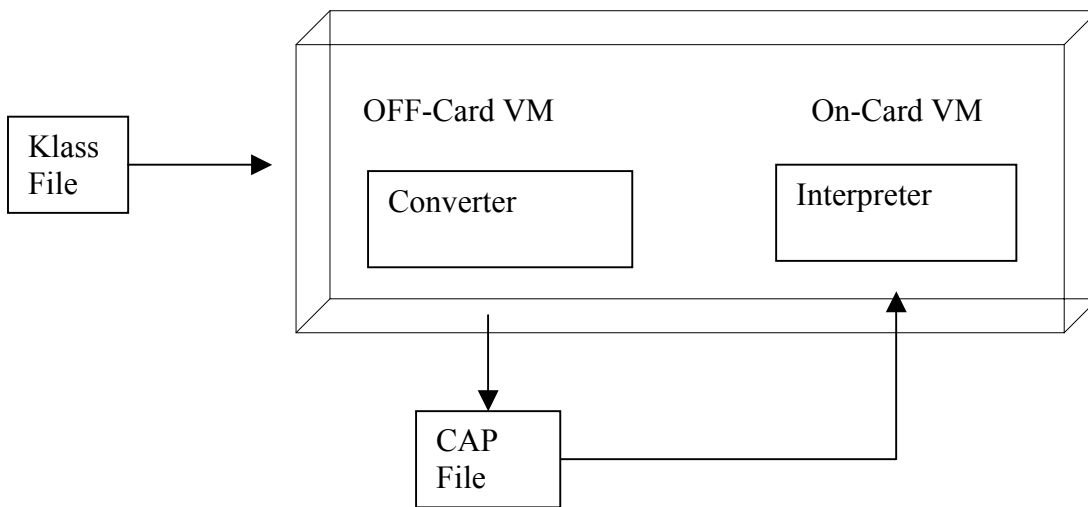 OFF-Card VM
On-Card VM
Klass
File
Converter
Interpreter
CAP
File